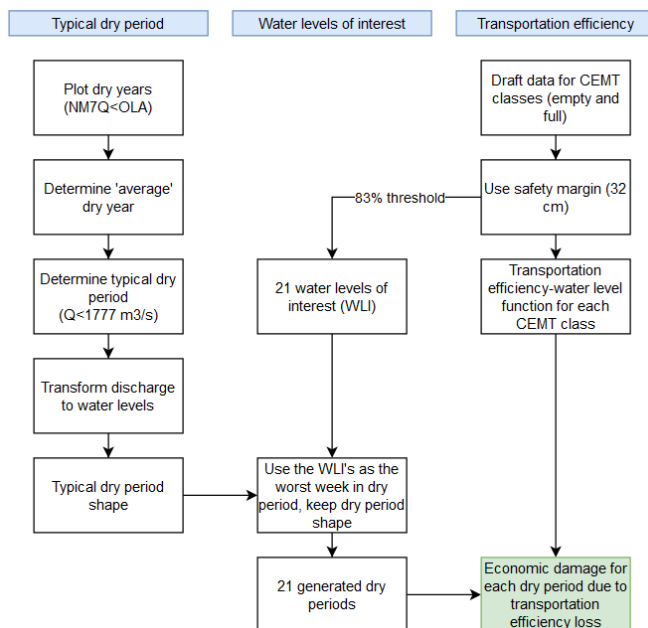 Typical dry period
Water levels of interest
Transportation efficiency
Plot dry years
(NM7Q<OLA)
Determine 'average'
dry year
Determine typical dry
period
(Q<1777 m3/s)
Transform discharge
to water levels
Typical dry period
shape
83% threshold
21 water levels of
interest (WLI)
Use the WLI's as the
worst week in dry
period, keep dry period
shape
21 generated dry
periods
Draft data for CEMT
classes (empty and
full)
Use safety margin (32
cm)
Transportation
efficiency-water level
function for each
CEMT class
Economic damage for
each dry period due to
transportation
efficiency loss